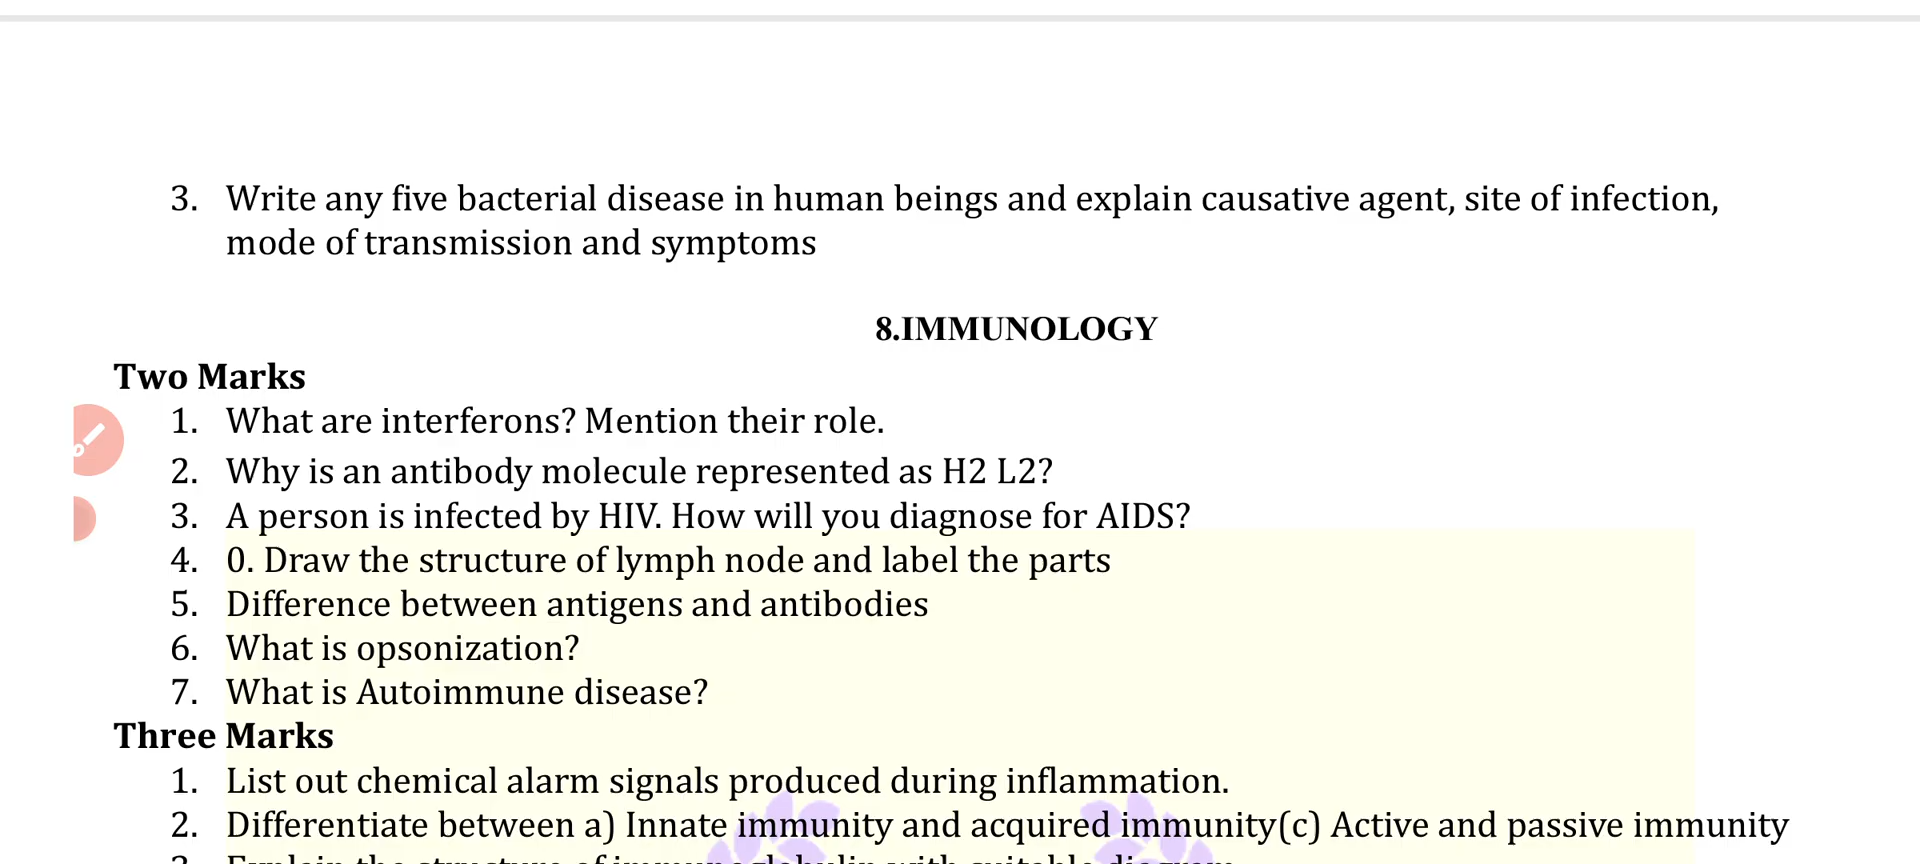 3. Write any five bacterial disease in human beings and explain causative agent, site of infection,
mode of transmission and symptoms
8.IMMUNOLOGY
Two Marks
1. What are interferons? Mention their role.
2. Why is an antibody molecule represented as H2 L2?
3. A person is infected by HIV. How will you diagnose for AIDS?
4. 0. Draw the structure of lymph node and label the parts
5. Difference between antigens and antibodies
6. What is opsonization?
7. What is Autoimmune disease?
Three Marks
1. List out chemical alarm signals produced during inflammation.
2. Differentiate between a) Innate immunity and acquired immunity(c) Active and passive immunity